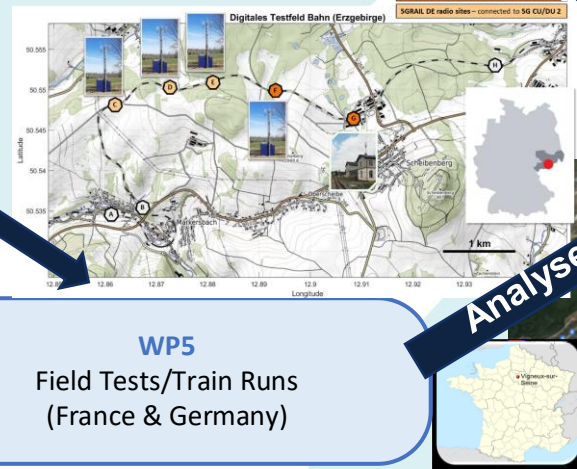 5GRAIL DE radio sites – connected to 5G CU/DU 2
Digitales Testfeld Bahn (Erzgebirge)
50.555
50.55
50.545
50.54
50.535
Latitude
C
D
E
F
G
H
A
B
Markersbach
Scheibenberg
1 km
12.86
12.87
12.88
12.89
12.9
12.91
12.92
12.93
Longitude
Analyse
WP5
Field Tests/Train Runs
(France & Germany)
Vigneux-sur-
Seine